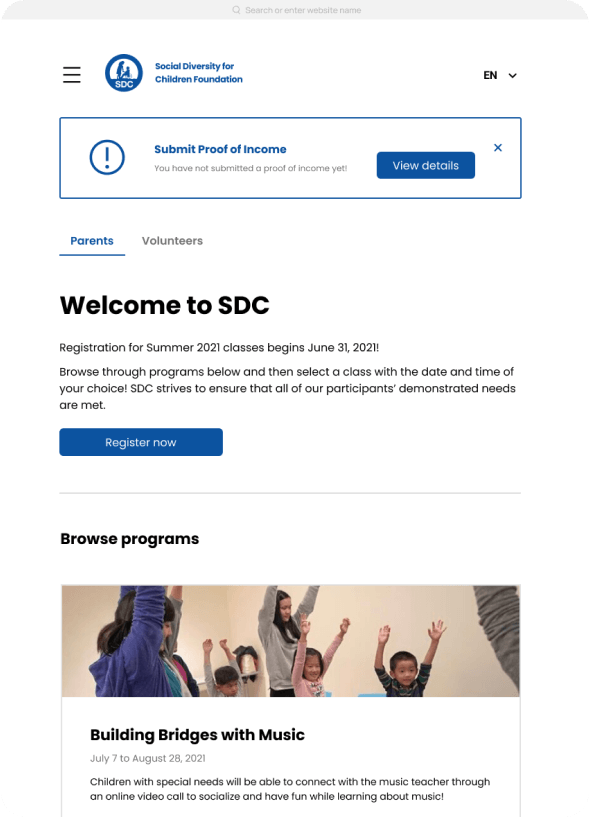 Search or enter website name
Social Diversity for
Children Foundation
SDC
EN
Submit Proof of Income
You have not submitted a proof of income yet!
View details
Parents
Volunteers
Welcome to SDC
Registration for Summer 2021 classes begins June 31, 2021!
Browse through programs below and then select a class with the date and time of
your choice! SDC strives to ensure that all of our participants’ demonstrated needs
are met.
Register now
Browse programs
Building Bridges with Music
July 7 to August 28, 2021
Children with special needs will be able to connect with the music teacher through
an online video call to socialize and have fun while learning about music!